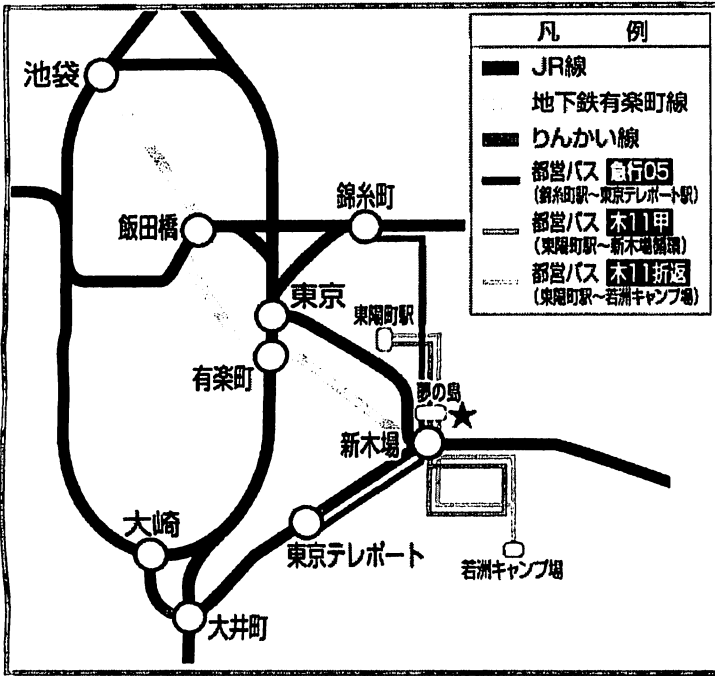 凡 例
JR線
地下鉄有楽町線
りんかい線
都営バス 急行05
(錦糸町駅～東京テレポート駅)
都営バス 木11甲
(東陽町駅～新木場循環)
都営バス 木11折返
(東陽町駅～若洲キャンプ場)
池袋
飯田橋
錦糸町
東京
東陽町駅
有楽町
夢の島
新木場
大崎
東京テレポート
若洲キャンプ場
大井町